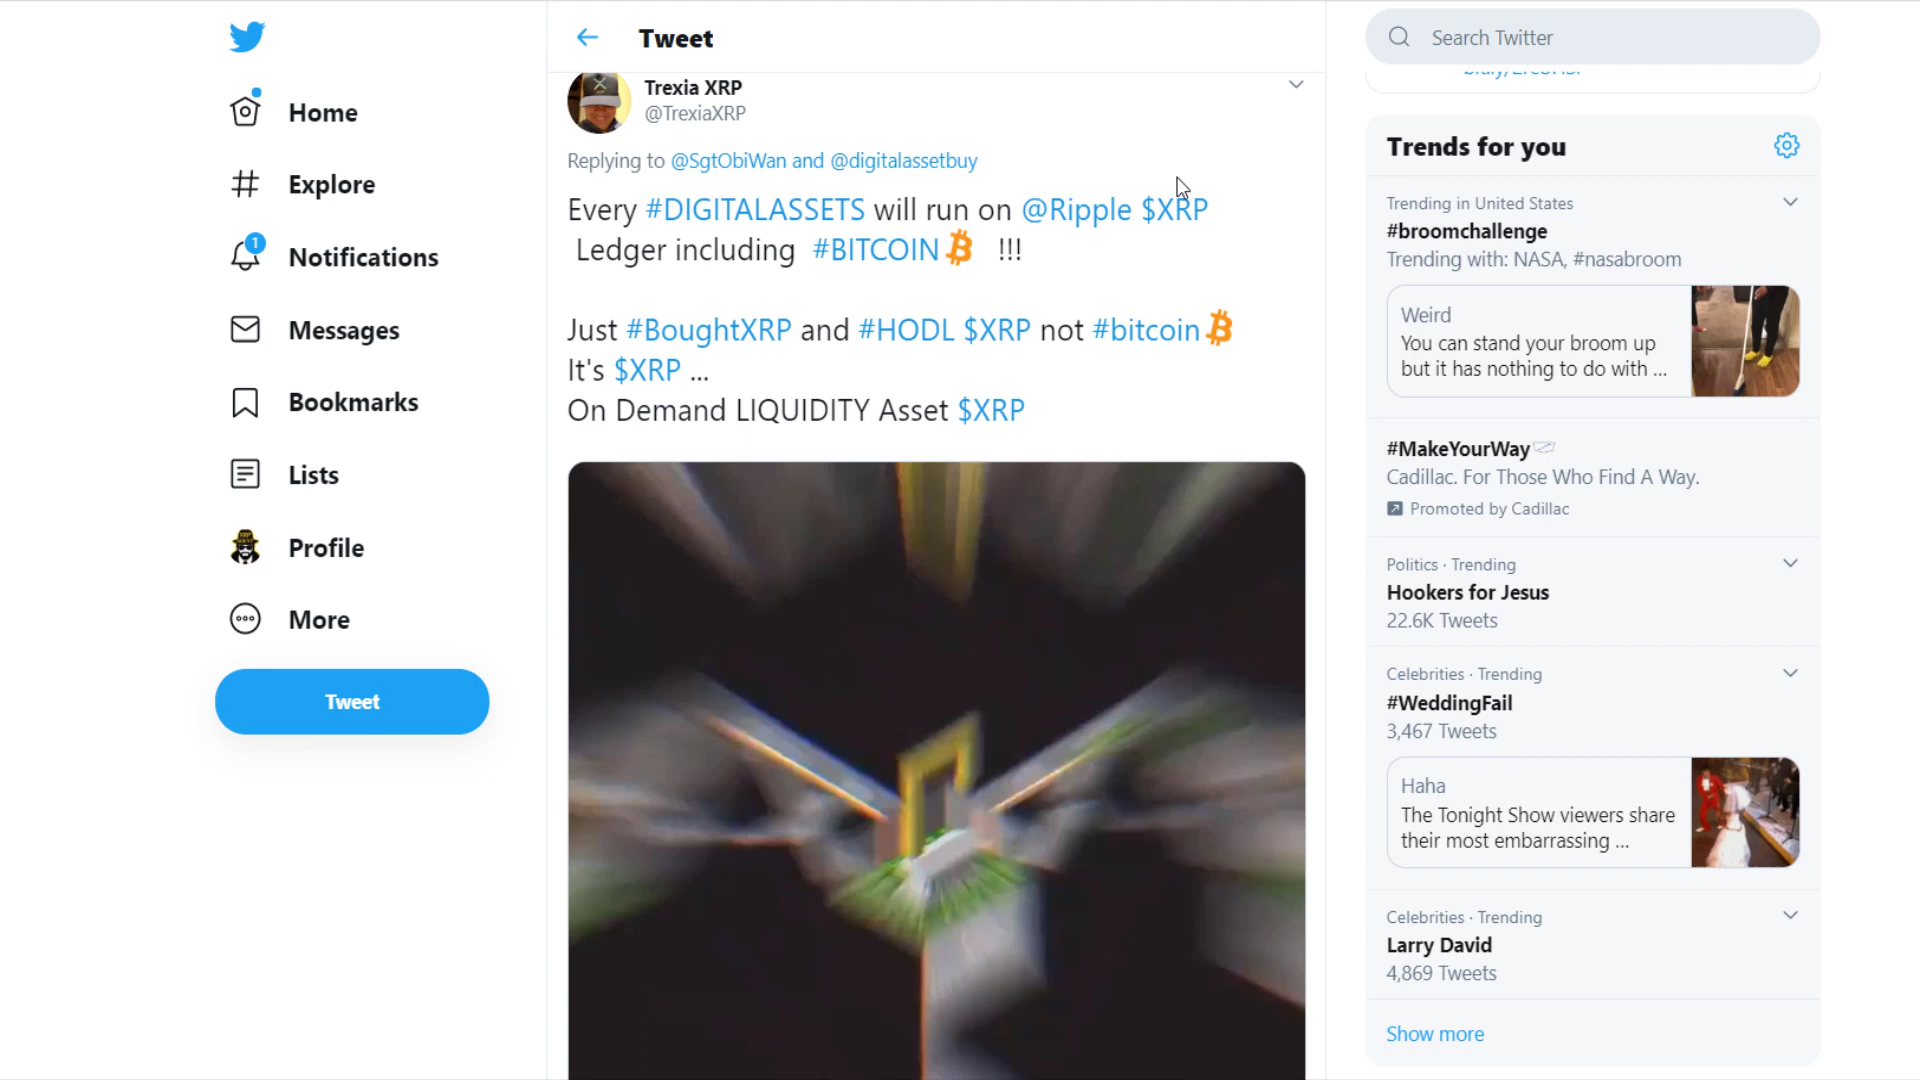 Home
Explore
1
Notifications
Messages
Bookmarks
Lists
Profile
More
Tweet
Tweet
Trexia XRP
@TrexiaXRP
Replying to @SgtObiWan and @digitalassetbuy
Every #DIGITALASSETS will run on @Ripple $XRP
Ledger including #BITCOIN !!!
Just #BoughtXRP and #HODL $XRP not #bitcoin
It's $XRP ...
On Demand LIQUIDITY Asset $XRP
Search Twitter
Trends for you
Trending in United States
#broomchallenge
Trending with: NASA, #nasabroom
Weird
You can stand your broom up
but it has nothing to do with ...
#MakeYourWay
Cadillac. For Those Who Find A Way.
Promoted by Cadillac
Politics · Trending
Hookers for Jesus
22.6K Tweets
Celebrities · Trending
#WeddingFail
3,467 Tweets
Haha
The Tonight Show viewers share
their most embarrassing ...
Celebrities · Trending
Larry David
4,869 Tweets
Show more